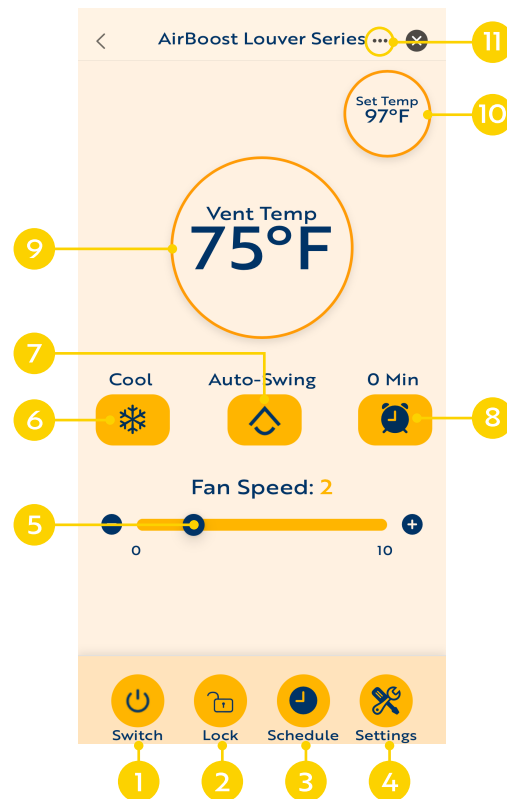 AirBoost Louver Series
11
Set Temp
97°F
10
Vent Temp
75°F
9
7
Cool
Auto-Swing
0 Min
6
8
Fan Speed: 2
5
0
10
Switch
Lock
Schedule
Settings
1
2
3
4